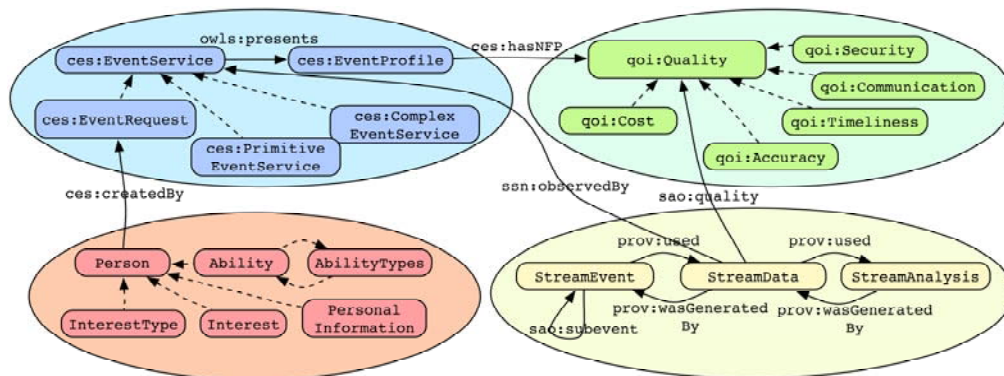 owls:presents
ces:EventService
ces:EventProfile
ces:hasNFP
ces:EventRequest
ces:Complex
EventService
ces:Primitive
EventService
qoi:Quality
qoi:Security
qoi:Communication
qoi:Cost
qoi:Timeliness
qoi:Accuracy
ces:createdBy
ssn:observedBy
sao:quality
Person
Ability
AbilityTypes
InterestType
Interest
Personal
Information
prov:used
prov:used
StreamEvent
StreamData
StreamAnalysis
prov:wasGenerated
By
prov:wasGenerated
By
sao:subevent